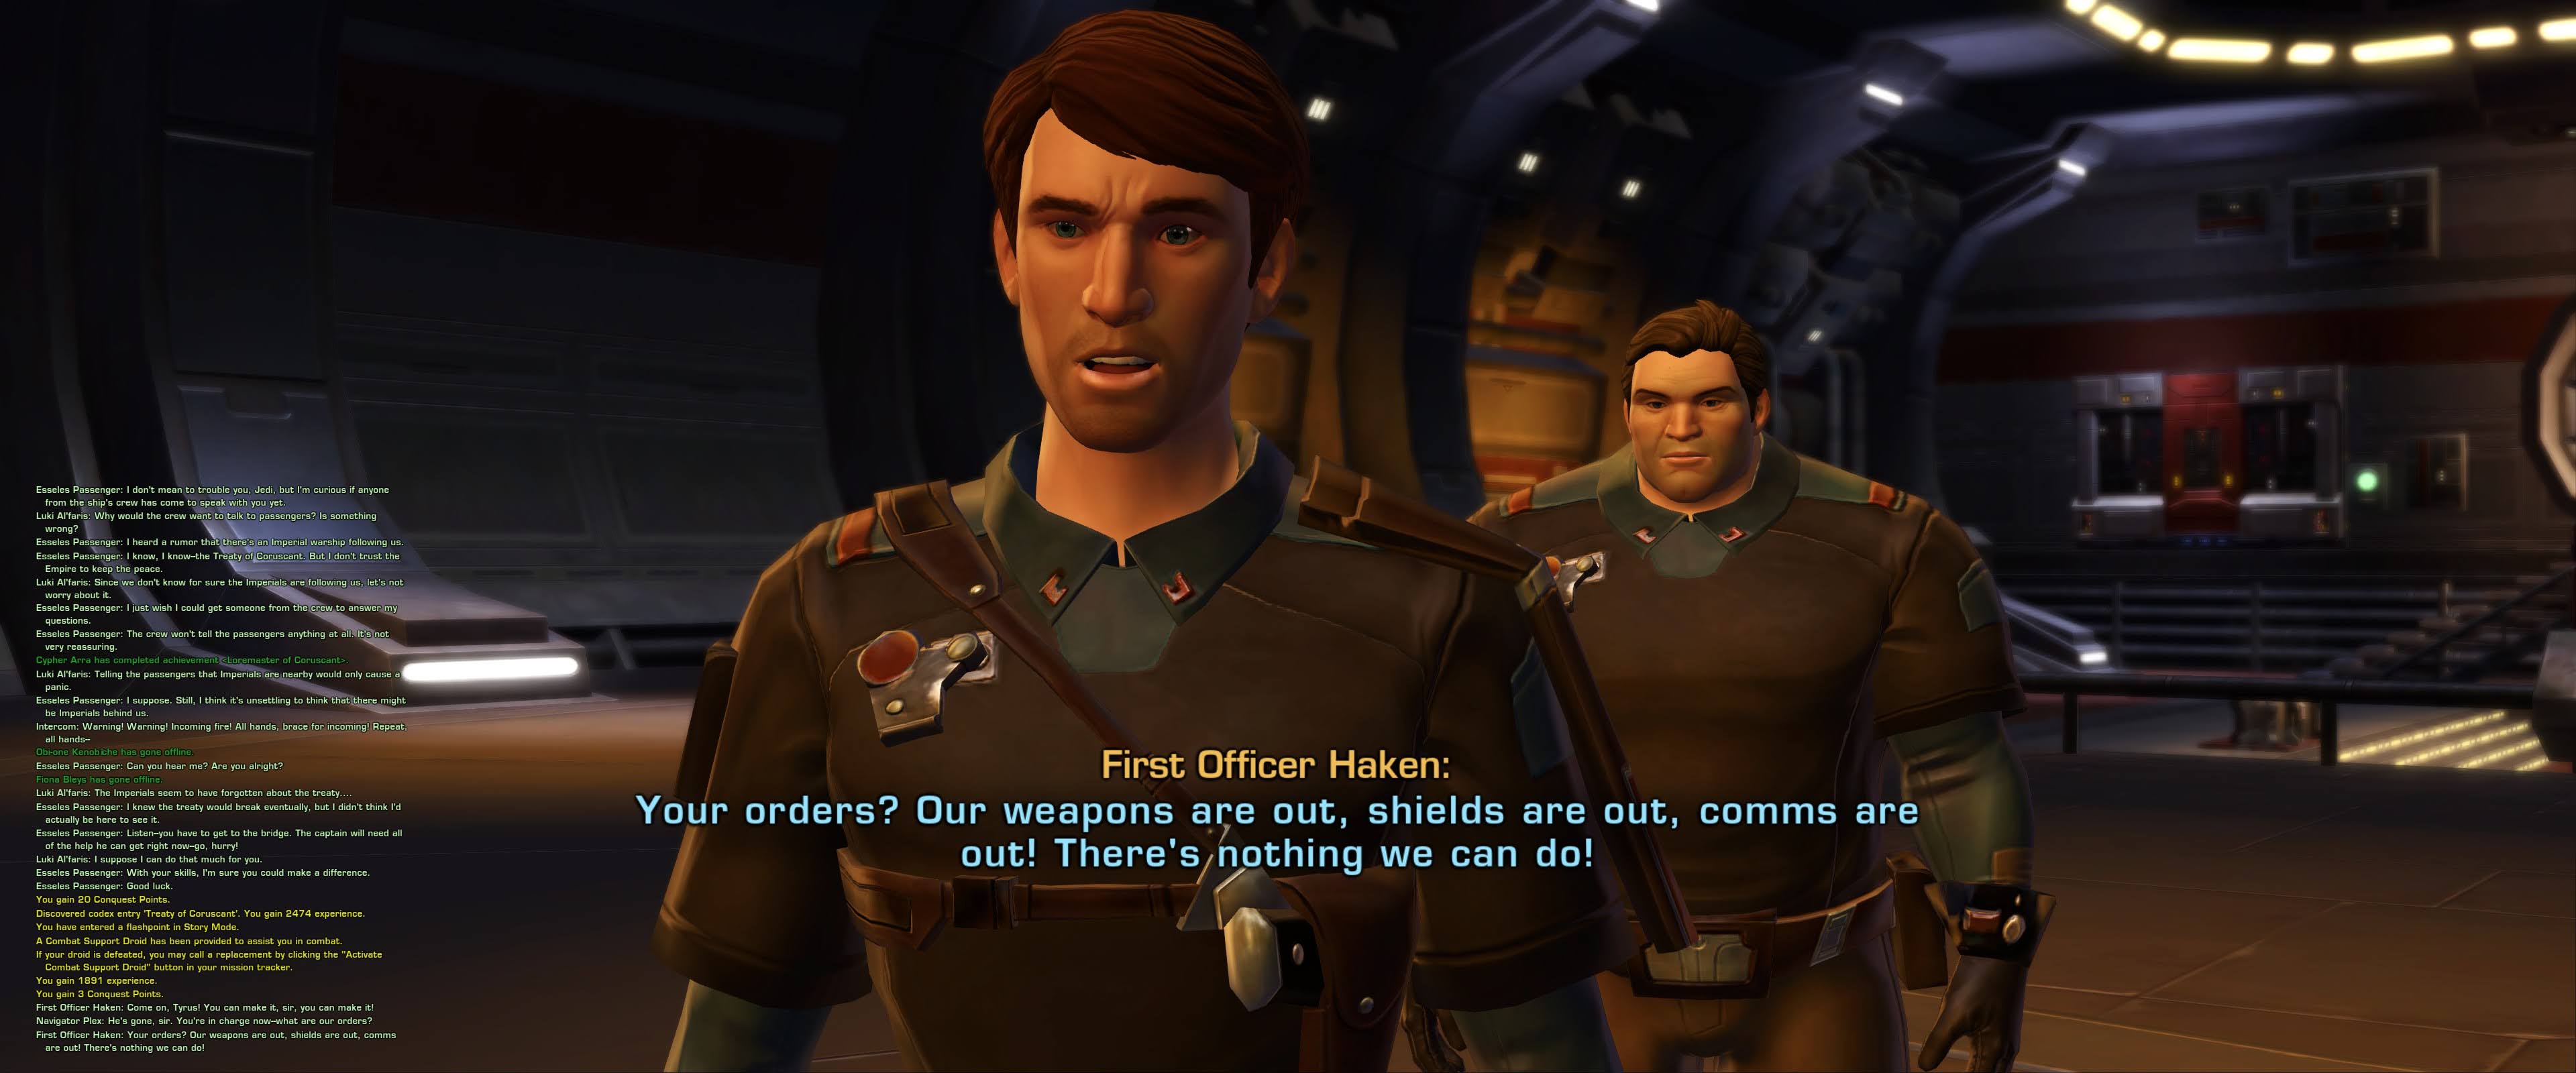 Esseles Passenger: I don't mean to trouble you, Jedi, but I'm curious if anyone
from the ship's crew has come to speak with you yet.
Luki Al'faris: Why would the crew want to talk to passengers? Is something
wrong?
Esseles Passenger: I heard a rumor that there's an Imperial warship following us.
Esseles Passenger: I know, I know—the Treaty of Coruscant. But I don't trust the
Empire to keep the peace.
Luki Al'faris: Since we don't know for sure the Imperials are following us, let's not
worry about it.
Esseles Passenger: I just wish I could get someone from the crew to answer my
questions.
Esseles Passenger: The crew won't tell the passengers anything at all. It's not
very reassuring.
Cypher Arra has completed achievement <Loremaster of Coruscant>.
Luki Al'faris: Telling the passengers that Imperials are nearby would only cause a
panic.
Esseles Passenger: I suppose. Still, I think it's unsettling to think that there might
be Imperials behind us.
Intercom: Warning! Warning! Incoming fire! All hands, brace for incoming! Repeat,
all hands—
Obi-one Kenobiche has gone offline.
Esseles Passenger: Can you hear me? Are you alright?
Fiona Bleys has gone offline.
Luki Al'faris: The Imperials seem to have forgotten about the treaty....
Esseles Passenger: I knew the treaty would break eventually, but I didn't think I'd
actually be here to see it.
Esseles Passenger: Listen—you have to get to the bridge. The captain will need all
of the help he can get right now—go, hurry!
Luki Al'faris: I suppose I can do that much for you.
Esseles Passenger: With your skills, I'm sure you could make a difference.
Esseles Passenger: Good luck.
You gain 20 Conquest Points.
Discovered codex entry 'Treaty of Coruscant'. You gain 2474 experience.
You have entered a flashpoint in Story Mode.
A Combat Support Droid has been provided to assist you in combat.
If your droid is defeated, you may call a replacement by clicking the "Activate
Combat Support Droid" button in your mission tracker.
You gain 1891 experience.
You gain 3 Conquest Points.
First Officer Haken: Come on, Tyrus! You can make it, sir, you can make it!
Navigator Plex: He's gone, sir. You're in charge now—what are our orders?
First Officer Haken: Your orders? Our weapons are out, shields are out, comms
are out! There's nothing we can do!
First Officer Haken:
Your orders? Our weapons are out, shields are out, comms are
out! There's nothing we can do!